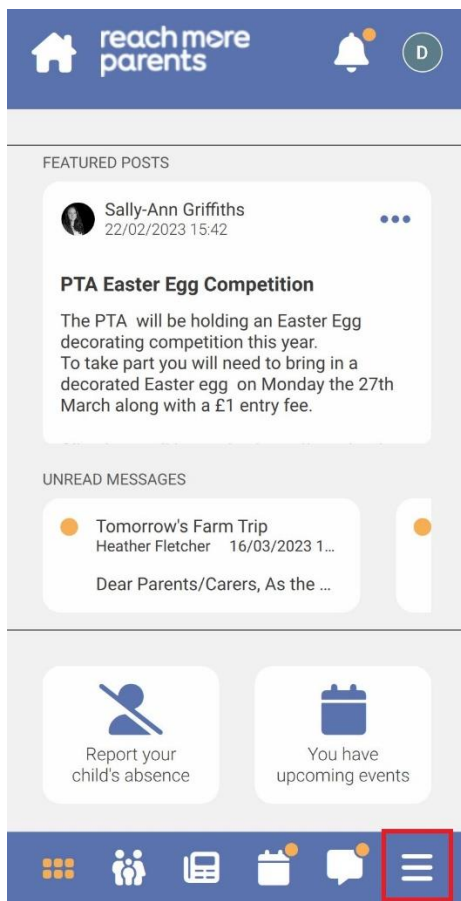 reach more
parents
D
FEATURED POSTS
Sally-Ann Griffiths
22/02/2023 15:42
PTA Easter Egg Competition
The PTA will be holding an Easter Egg
decorating competition this year.
To take part you will need to bring in a
decorated Easter egg on Monday the 27th
March along with a £1 entry fee.
UNREAD MESSAGES
Tomorrow's Farm Trip
Heather Fletcher 16/03/2023 1...
Dear Parents/Carers, As the ...
Report your
child's absence
You have
upcoming events